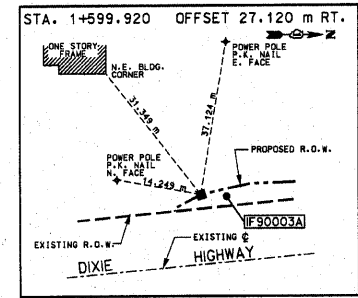 STA. 1+599.920 OFFSET 27.120 m RT.
ONE STORY
FRAME
N.E. BLDG.
CORNER
POWER POLE
P.K. NAIL
E. FACE
Z
31.349 m
37.124 m
POWER POLE
P.K. NAIL
N. FACE
14.249 m
PROPOSED R.O.W.
IF90003A
EXISTING R.O.W.
EXISTING ℄
DIXIE HIGHWAY